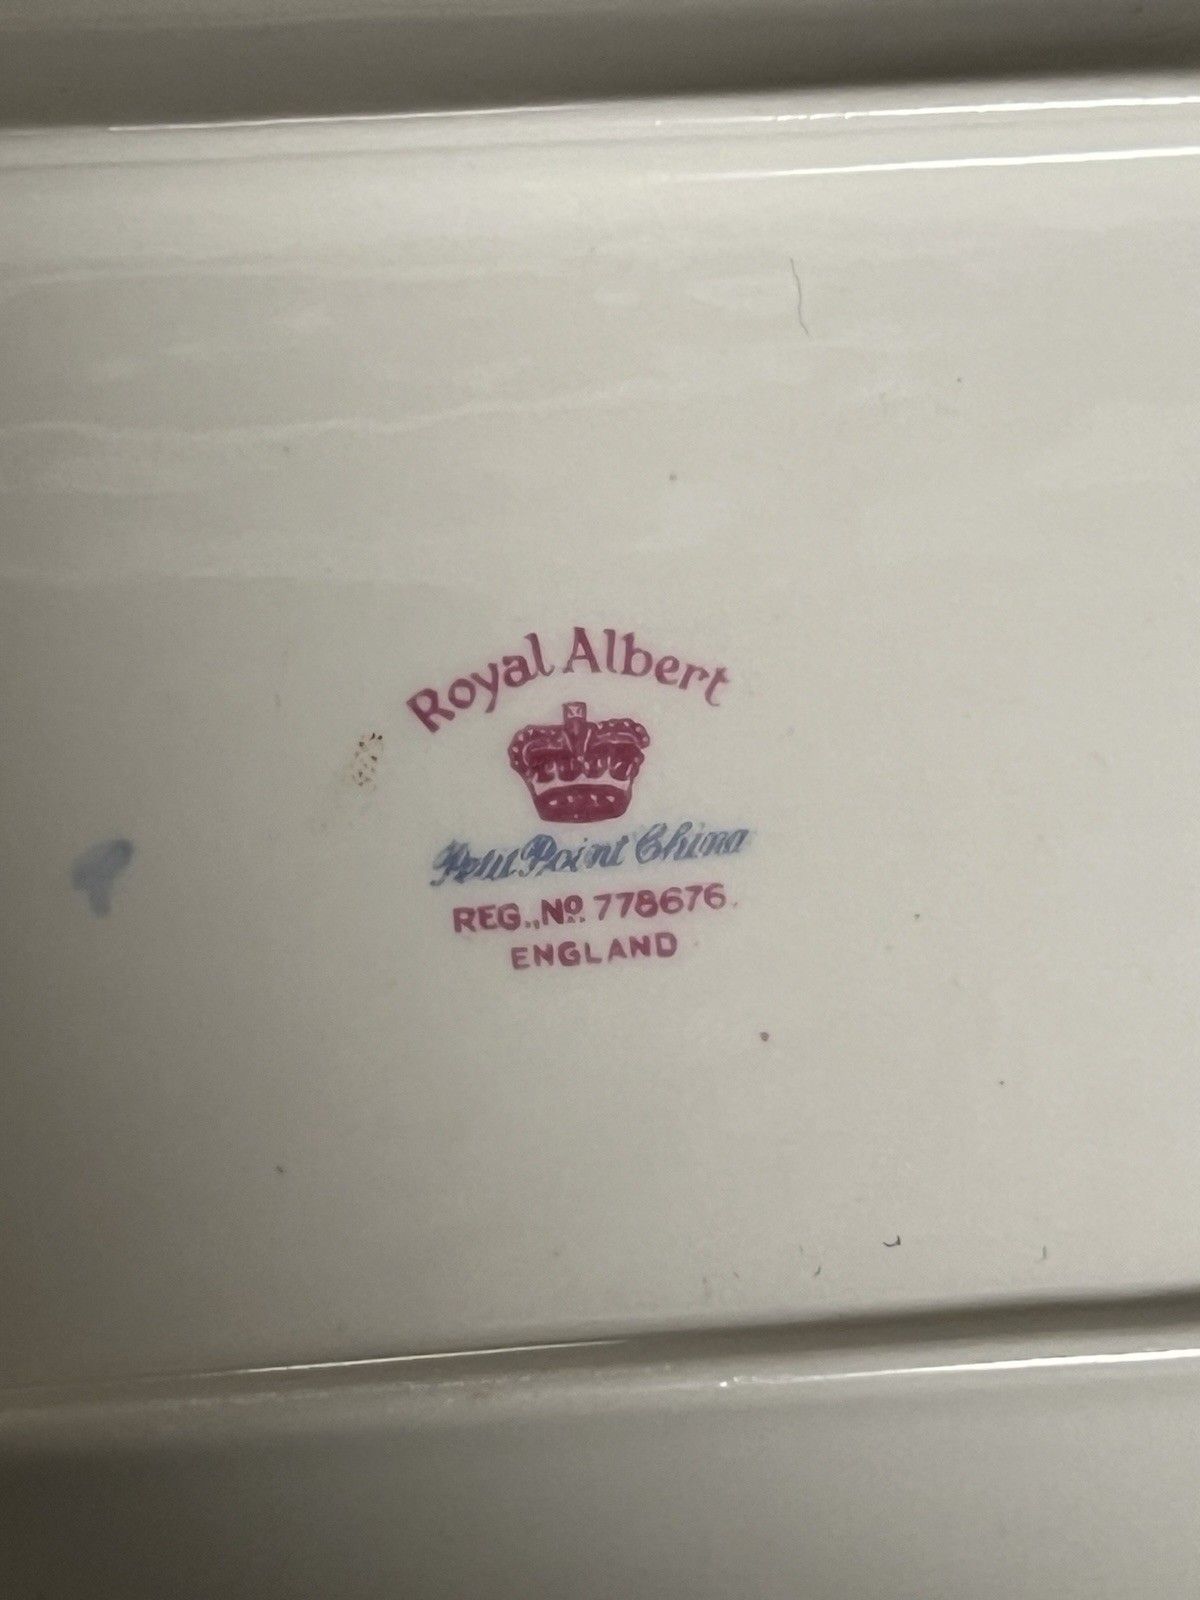 Royal Albert
Petit Point China
REG., Nº. 778676.
ENGLAND